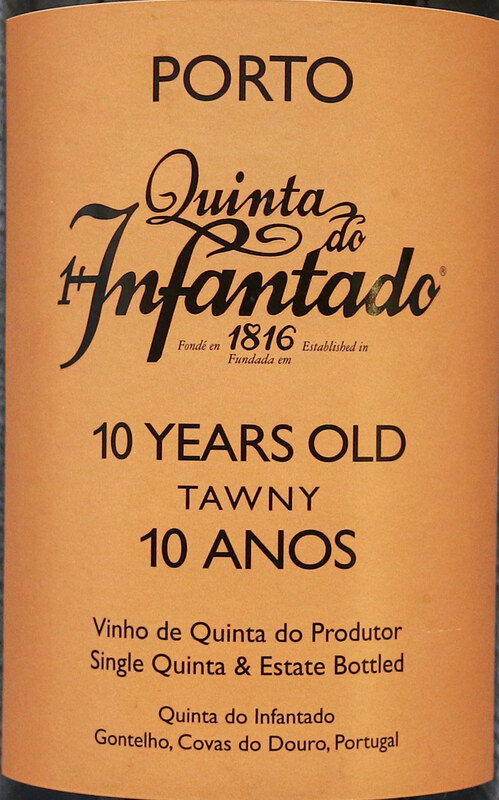 PORTO
Quinta
do
Infantado®
Fondé en 1816 Established in
Fundada em
10 YEARS OLD
TAWNY
10 ANOS
Vinho de Quinta do Produtor
Single Quinta & Estate Bottled
Quinta do Infantado
Gontelho, Covas do Douro, Portugal